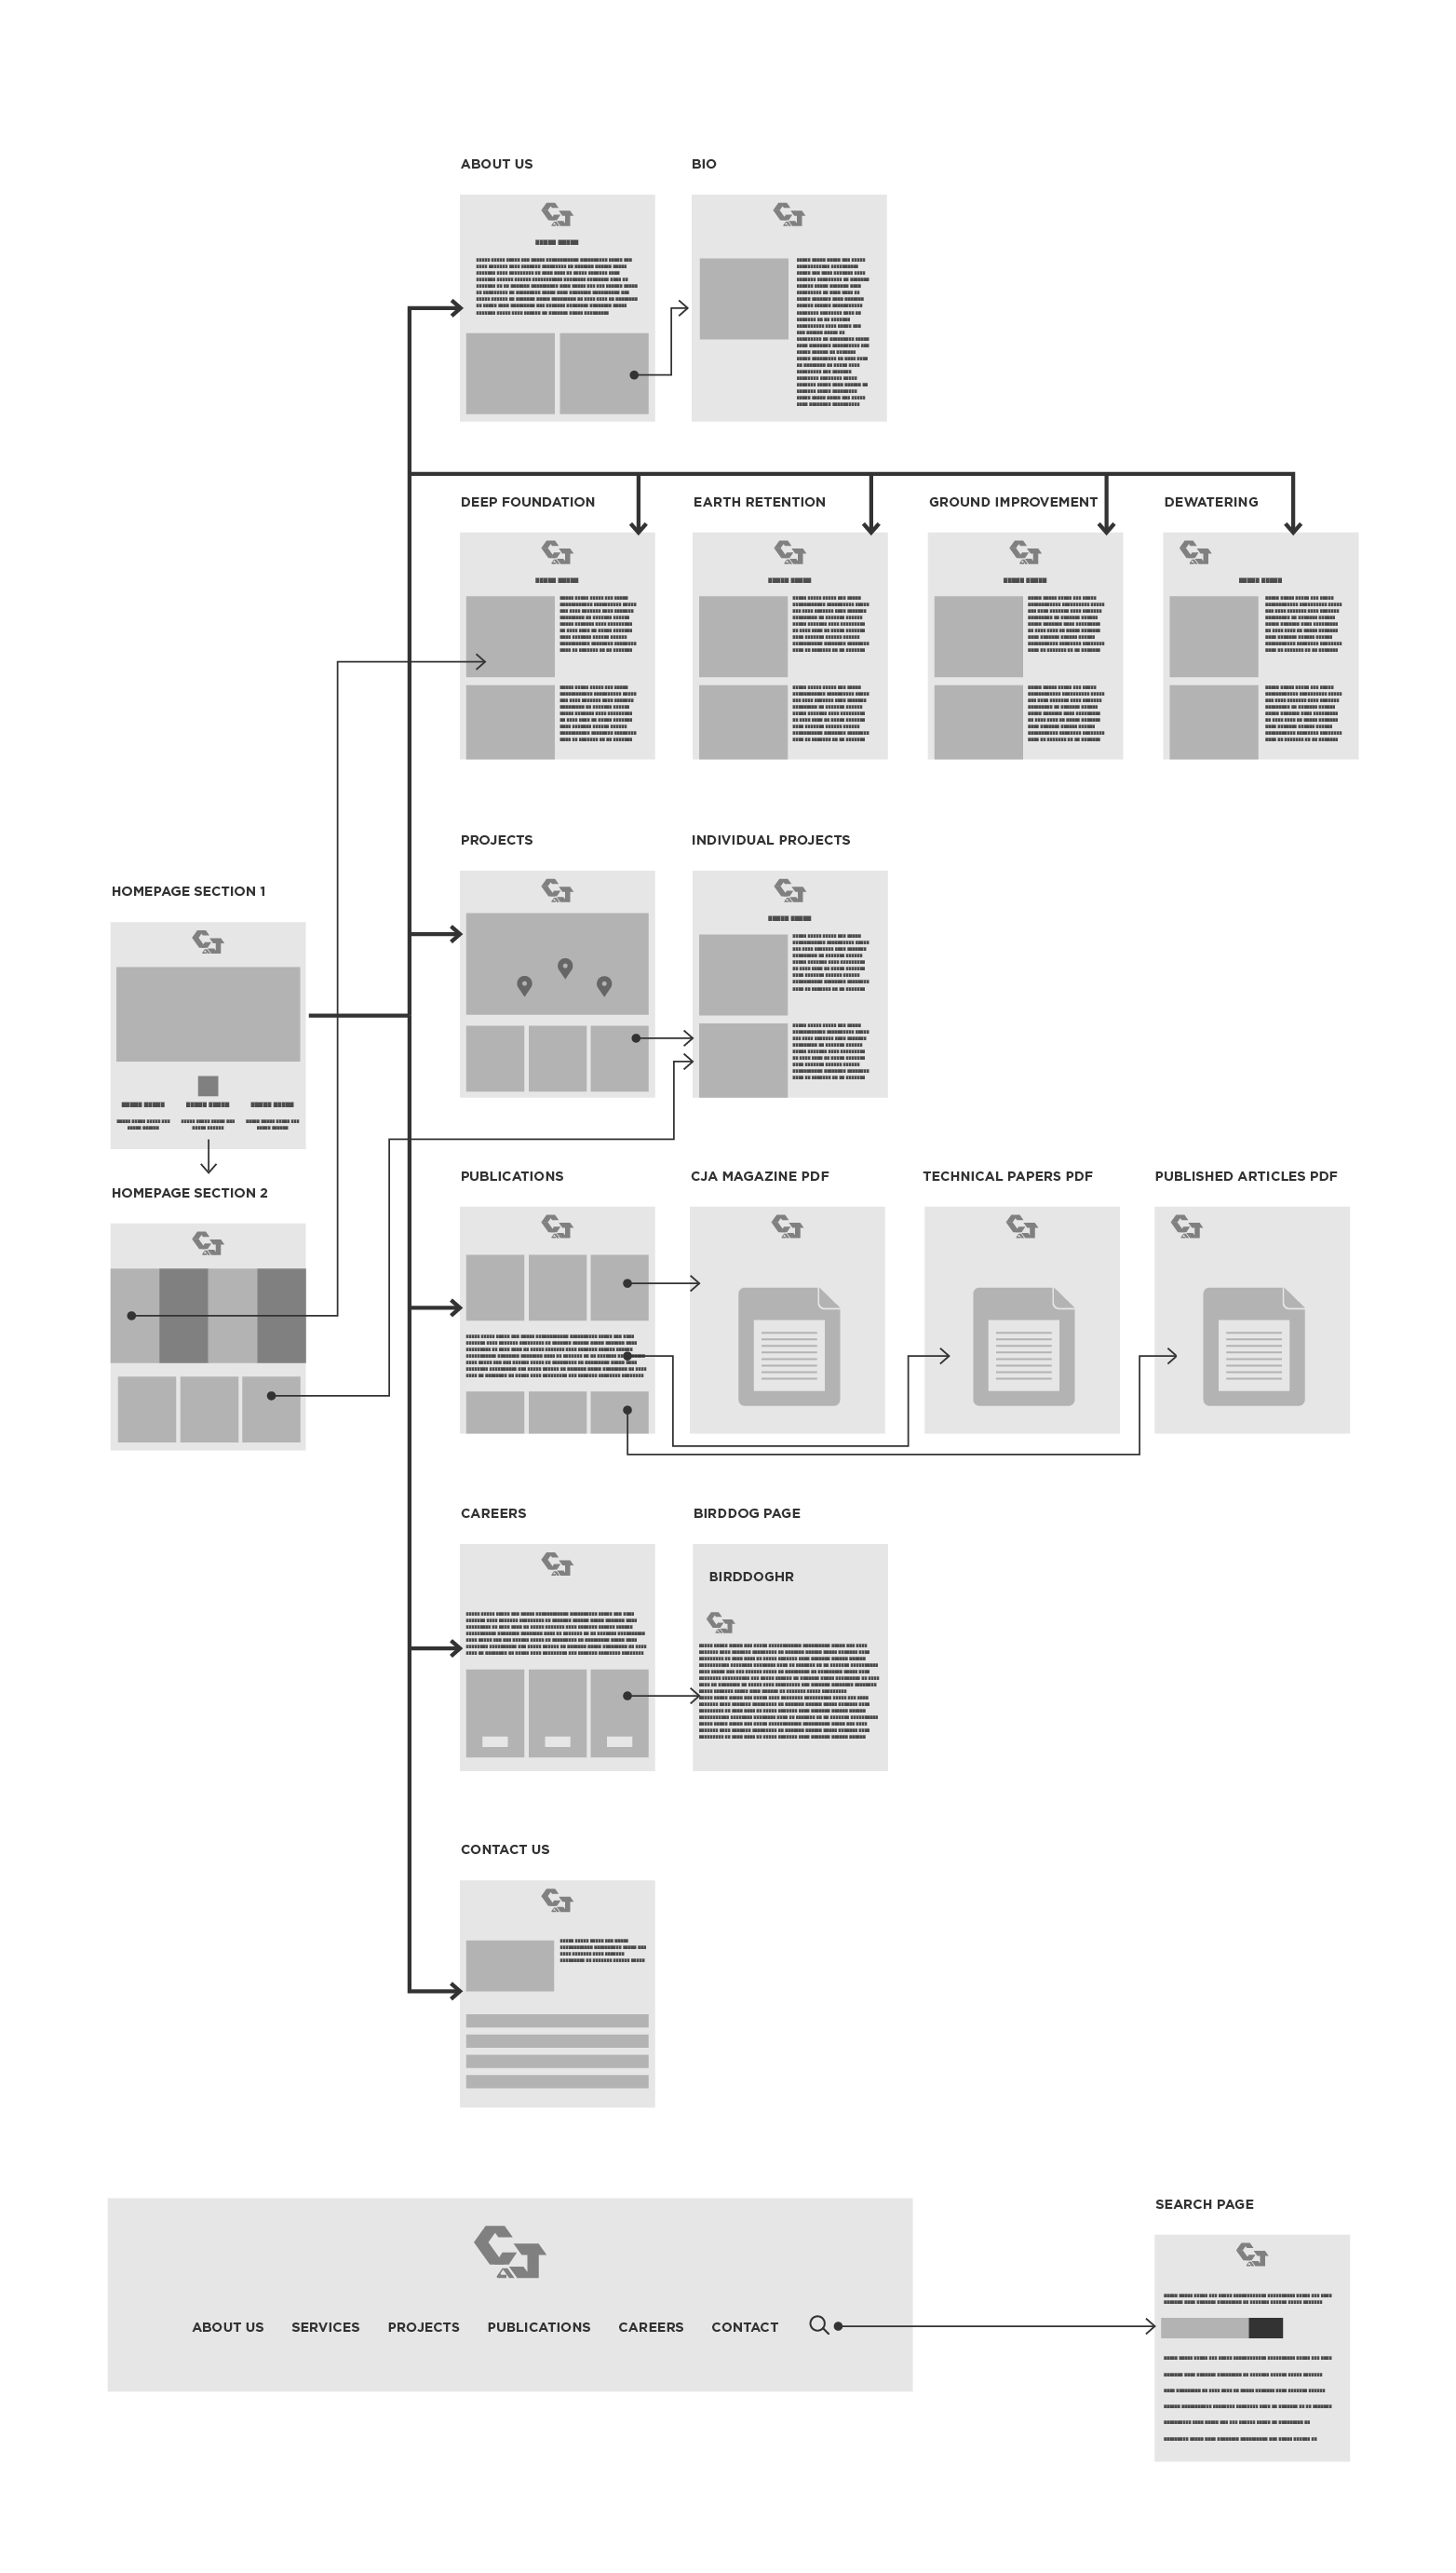 ABOUT US
BIO
DEEP FOUNDATION
EARTH RETENTION
GROUND IMPROVEMENT
DEWATERING
PROJECTS
INDIVIDUAL PROJECTS
HOMEPAGE SECTION 1
HOMEPAGE SECTION 2
PUBLICATIONS
CJA MAGAZINE PDF
TECHNICAL PAPERS PDF
PUBLISHED ARTICLES PDF
CAREERS
BIRDDOG PAGE
BIRDDOGHR
CONTACT US
SEARCH PAGE
ABOUT US SERVICES PROJECTS PUBLICATIONS CAREERS CONTACT